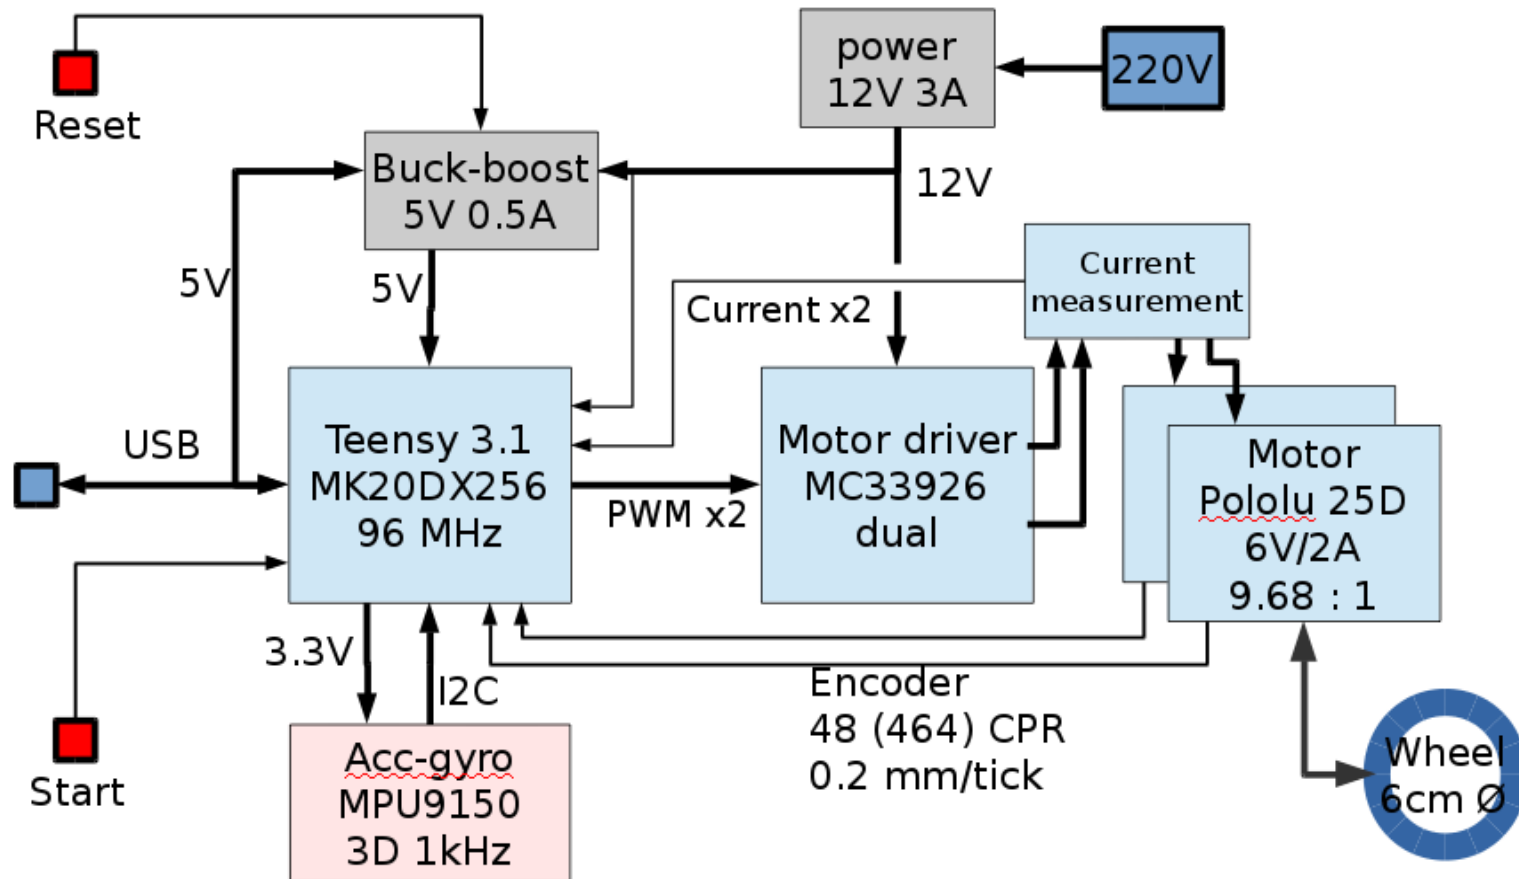 Reset
power
12V 3A
220V
Buck-boost
5V 0.5A
12V
5V
5V
Current
measurement
Current x2
USB
Teensy 3.1
MK20DX256
96 MHz
PWM x2
Motor driver
MC33926
dual
Motor
Pololu 25D
6V/2A
9.68 : 1
3.3V
I2C
Encoder
48 (464) CPR
0.2 mm/tick
Start
Acc-gyro
MPU9150
3D 1kHz
Wheel
6cm Ø